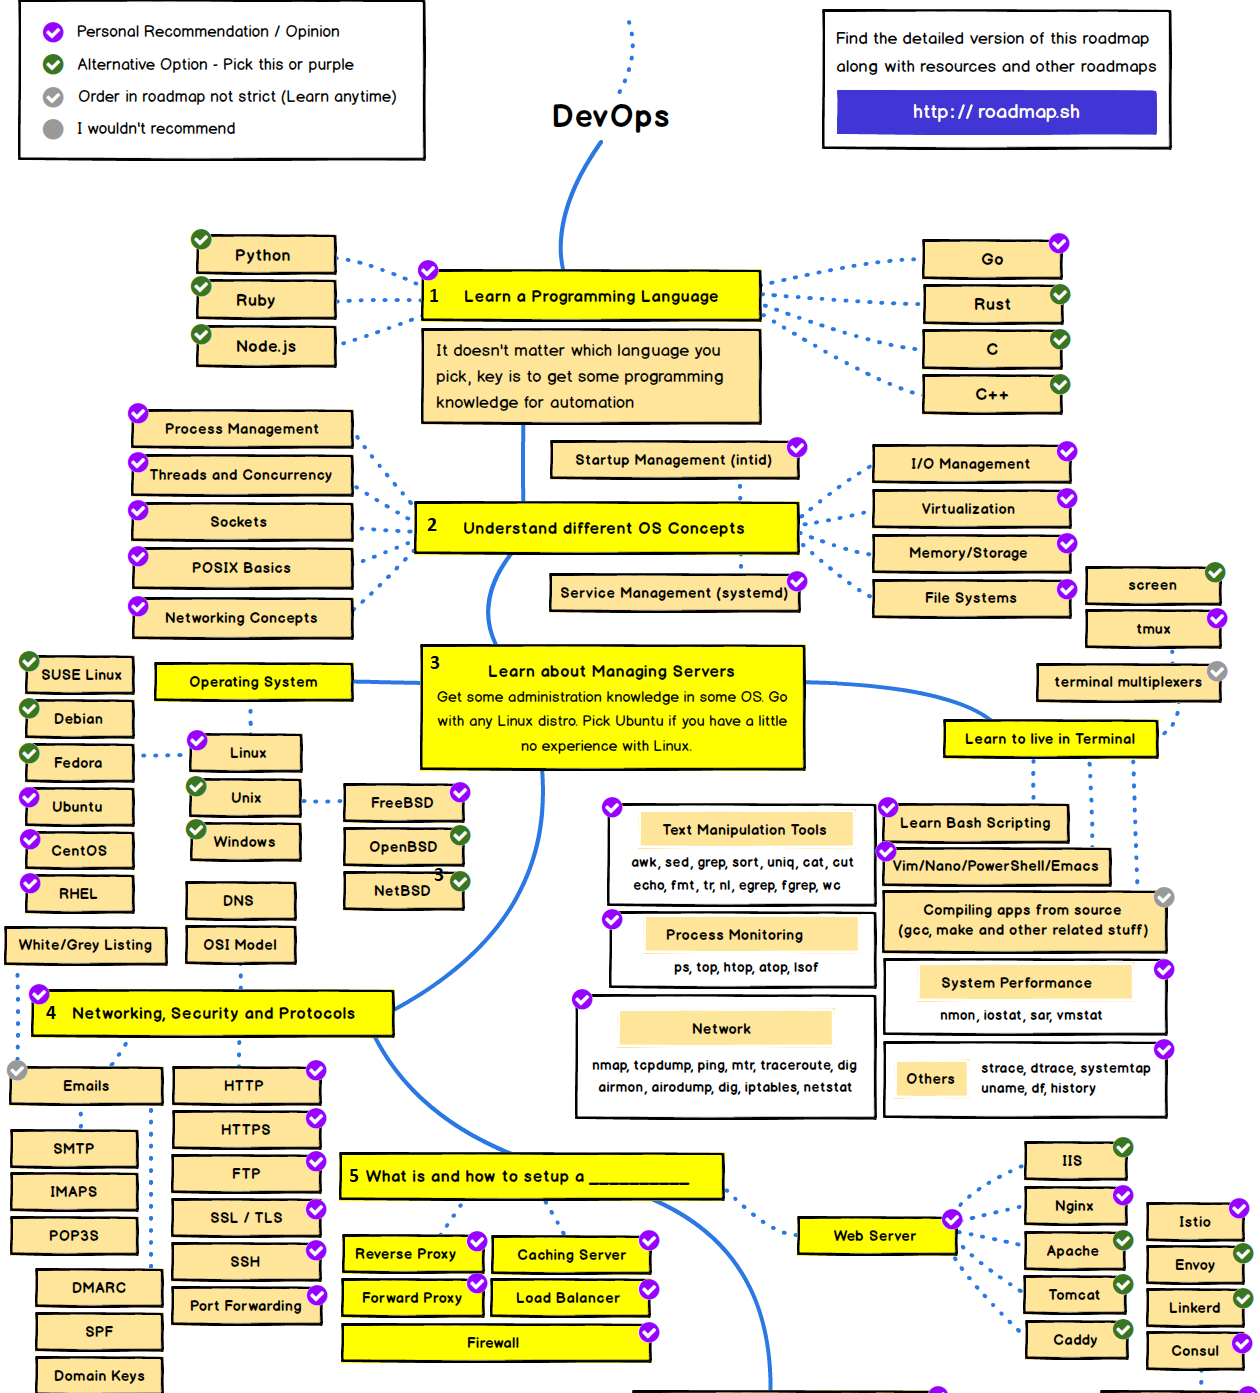 Personal Recommendation / Opinion
Alternative Option - Pick this or purple
Order in roadmap not strict (Learn anytime)
I wouldn't recommend
Find the detailed version of this roadmap
along with resources and other roadmaps
http://roadmap.sh
DevOps
Python
Ruby
Node.js
1 Learn a Programming Language
It doesn't matter which language you
pick, key is to get some programming
knowledge for automation
Go
Rust
C
C++
Process Management
Threads and Concurrency
Sockets
POSIX Basics
Networking Concepts
Startup Management (intid)
2 Understand different OS Concepts
Service Management (systemd)
I/O Management
Virtualization
Memory/Storage
File Systems
screen
tmux
terminal multiplexers
Learn to live in Terminal
3
Learn about Managing Servers
Get some administration knowledge in some OS. Go
with any Linux distro. Pick Ubuntu if you have a little
no experience with Linux.
Operating System
SUSE Linux
Debian
Fedora
Ubuntu
CentOS
RHEL
Linux
Unix
Windows
FreeBSD
OpenBSD
3
NetBSD
DNS
OSI Model
White/Grey Listing
Text Manipulation Tools
awk, sed, grep, sort, uniq, cat, cut
echo, fmt, tr, nl, egrep, fgrep, wc
Process Monitoring
ps, top, htop, atop, lsof
Network
nmap, tcpdump, ping, mtr, traceroute, dig
airmon, airodump, dig, iptables, netstat
Learn Bash Scripting
Vim/Nano/PowerShell/Emacs
Compiling apps from source
(gcc, make and other related stuff)
System Performance
nmon, iostat, sar, vmstat
Others
strace, dtrace, systemtap
uname, df, history
4 Networking, Security and Protocols
Emails
SMTP
IMAPS
POP3S
DMARC
SPF
Domain Keys
HTTP
HTTPS
FTP
SSL / TLS
SSH
Port Forwarding
5 What is and how to setup a __________
Reverse Proxy
Caching Server
Forward Proxy
Load Balancer
Firewall
Web Server
IIS
Nginx
Apache
Tomcat
Caddy
Istio
Envoy
Linkerd
Consul